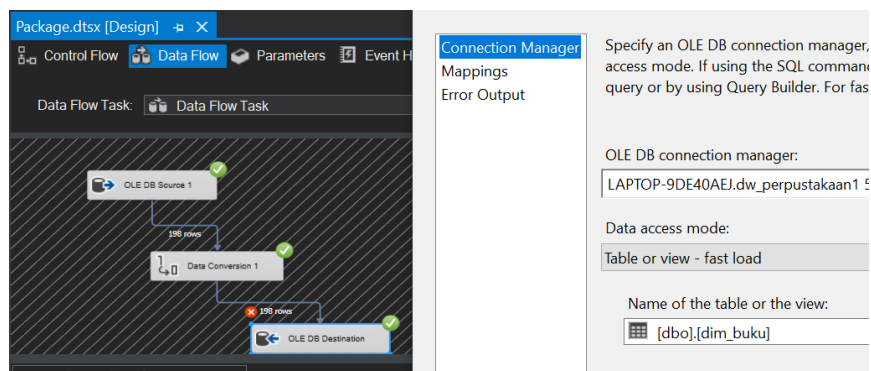 Package.dtsx [Design]
Control Flow Data Flow Parameters Event H
Data Flow Task: Data Flow Task
OLE DB Source 1
198 rows
Data Conversion 1
198 rows
OLE DB Destination
Connection Manager
Mappings
Error Output
Specify an OLE DB connection manager,
access mode. If using the SQL comman
query or by using Query Builder. For fas
OLE DB connection manager:
LAPTOP-9DE40AEJ.dw_perpustakaan1 5
Data access mode:
Table or view - fast load
Name of the table or the view:
[dbo].[dim_buku]